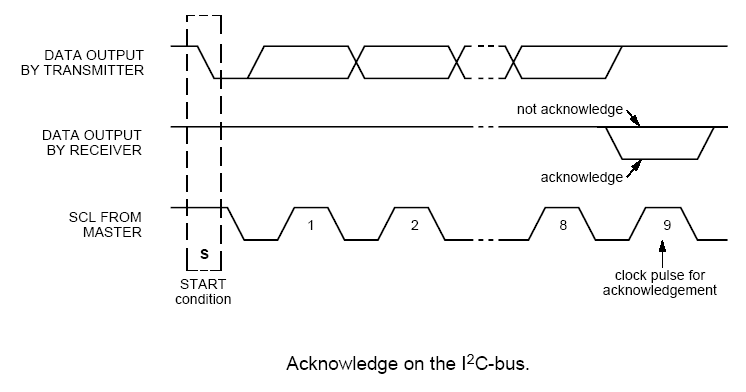 DATA OUTPUT
BY TRANSMITTER
not acknowledge
DATA OUTPUT
BY RECEIVER
acknowledge
SCL FROM
MASTER
1
2
8
9
S
START
condition
clock pulse for
acknowledgement
Acknowledge on the I²C-bus.